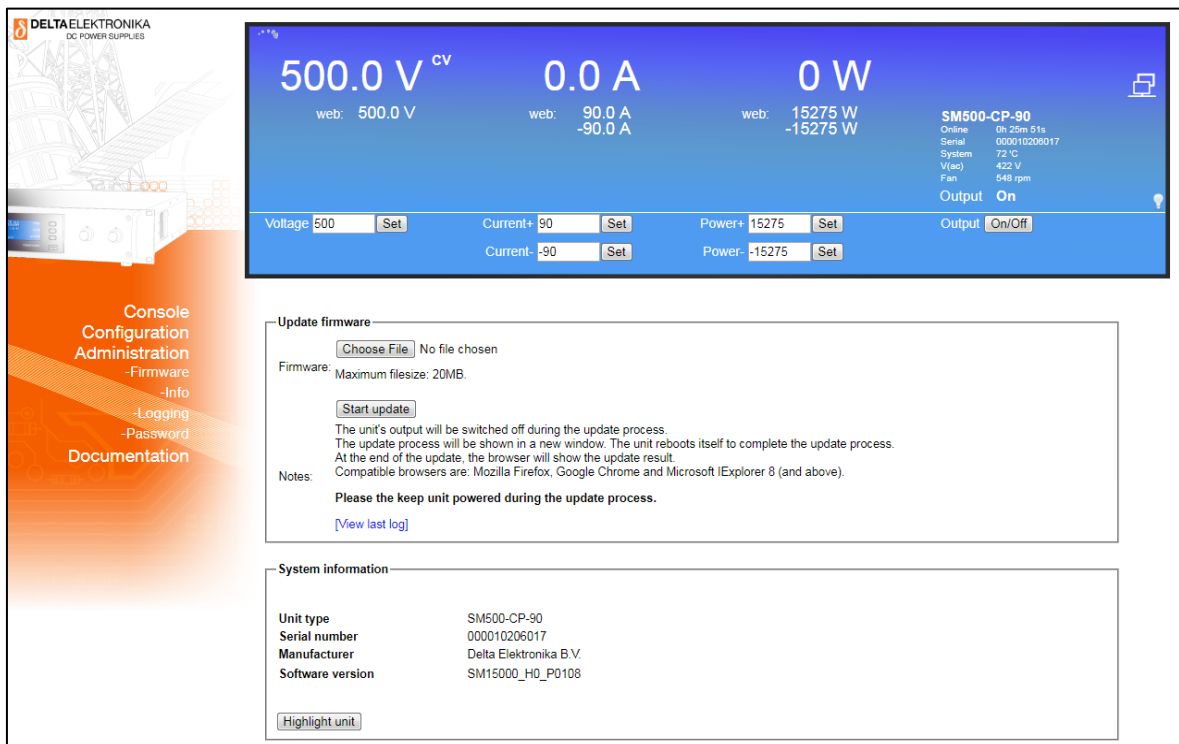 DELTAELEKTRONIKA
DC POWER SUPPLIES
500.0 V CV 0.0 A 0 W
web: 500.0 V web: 90.0 A web: 15275 W
-90.0 A -15275 W
SM500-CP-90
Online 0h 25m 51s
Serial 000010206017
System 72 °C
V(ac) 422 V
Fan 548 rpm
Output On
Voltage 500 Set Current+ 90 Set Power+ 15275 Set Output On/Off
Current- -90 Set Power- -15275 Set
Console
Configuration
Administration
-Firmware
-Info
-Logging
-Password
Documentation
Update firmware
Choose File No file chosen
Firmware: Maximum filesize: 20MB.
Start update
The unit's output will be switched off during the update process.
The update process will be shown in a new window. The unit reboots itself to complete the update process.
At the end of the update, the browser will show the update result.
Notes: Compatible browsers are: Mozilla Firefox, Google Chrome and Microsoft IExplorer 8 (and above).
Please the keep unit powered during the update process.
[View last log]
System information
Unit type SM500-CP-90
Serial number 000010206017
Manufacturer Delta Elektronika B.V.
Software version SM15000_H0_P0108
Highlight unit